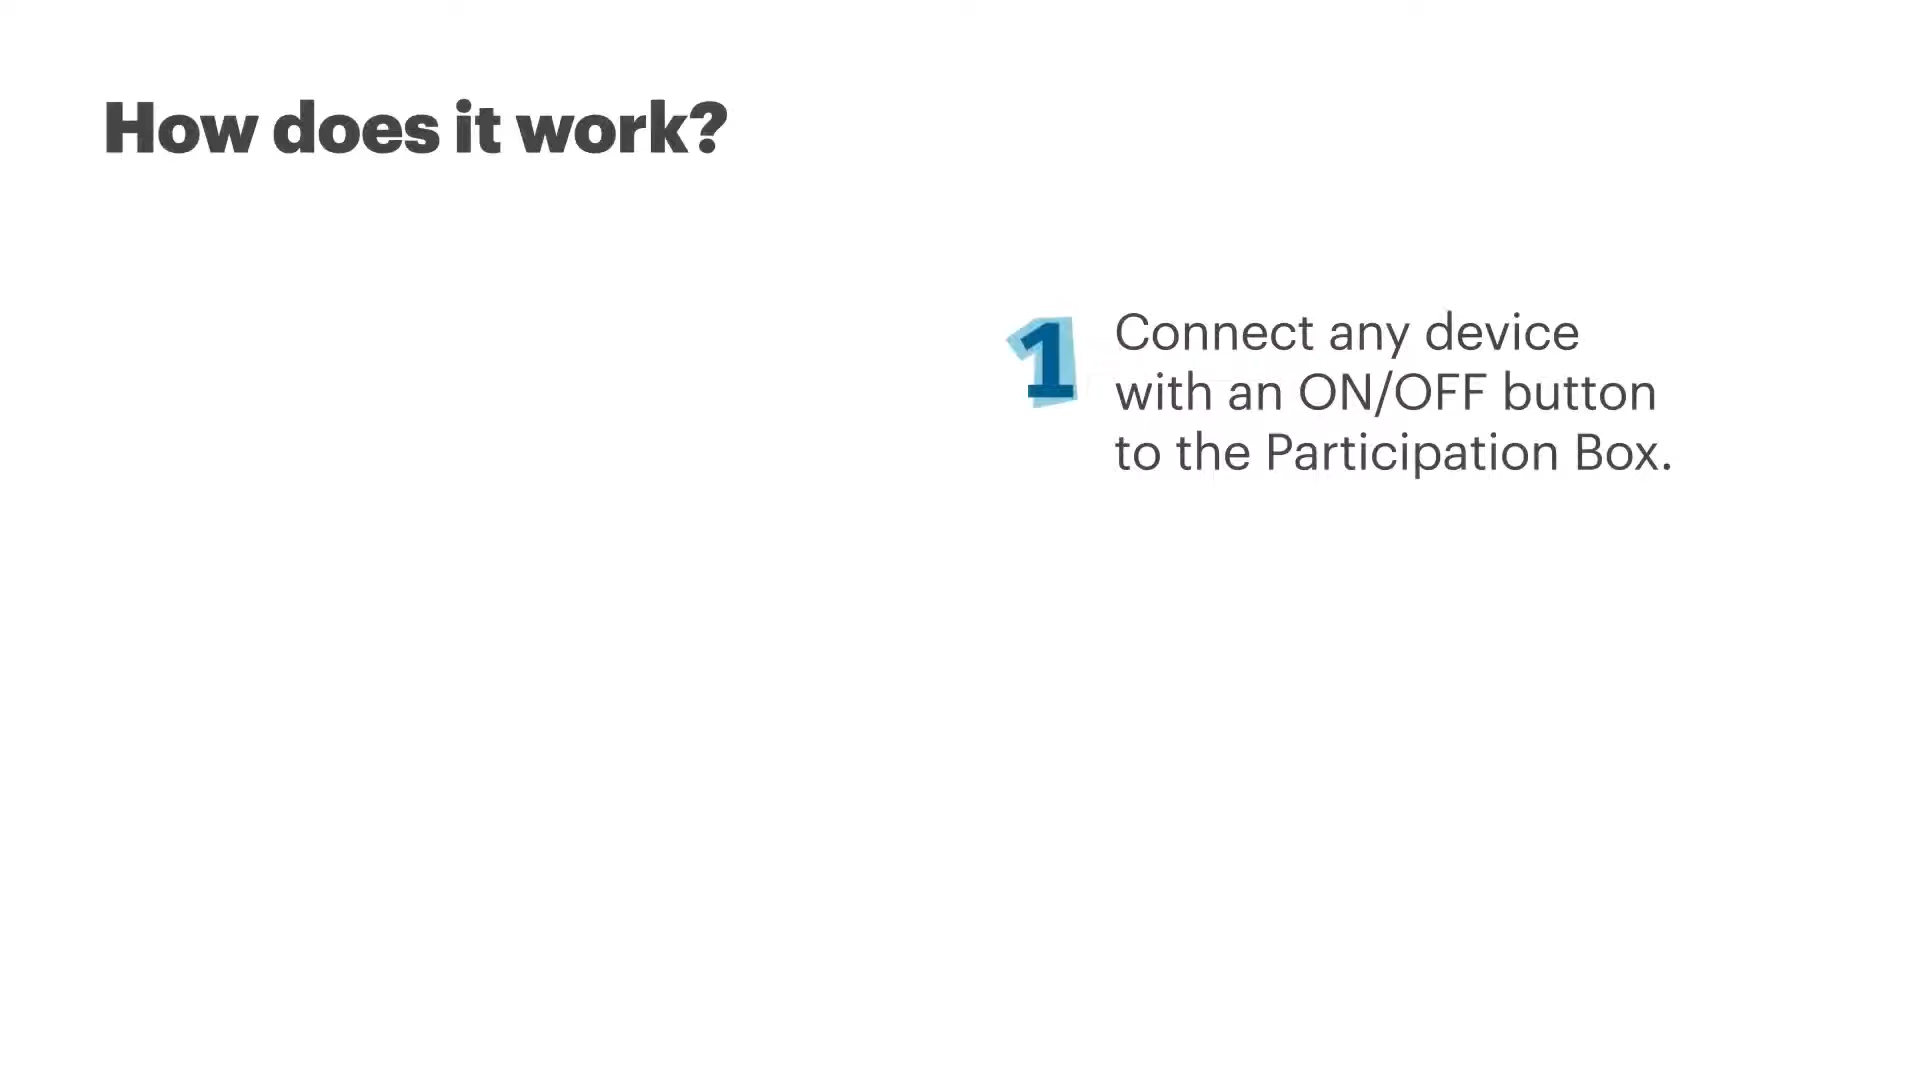 How does it work?
1
Connect any device
with an ON/OFF button
to the Participation Box.